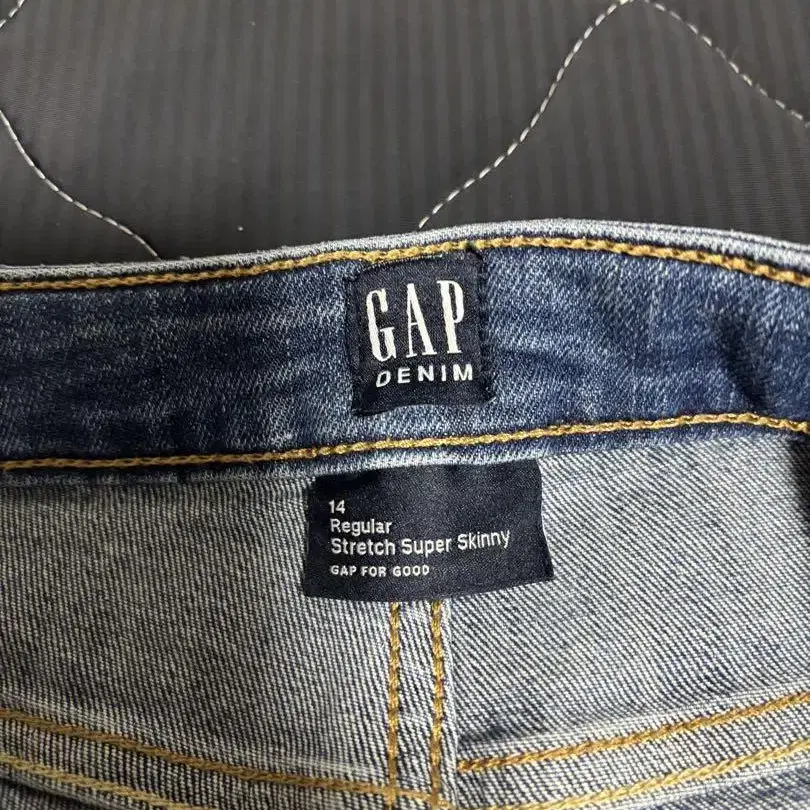 GAP
DENIM
14
Regular
Stretch Super Skinny
GAP FOR GOOD